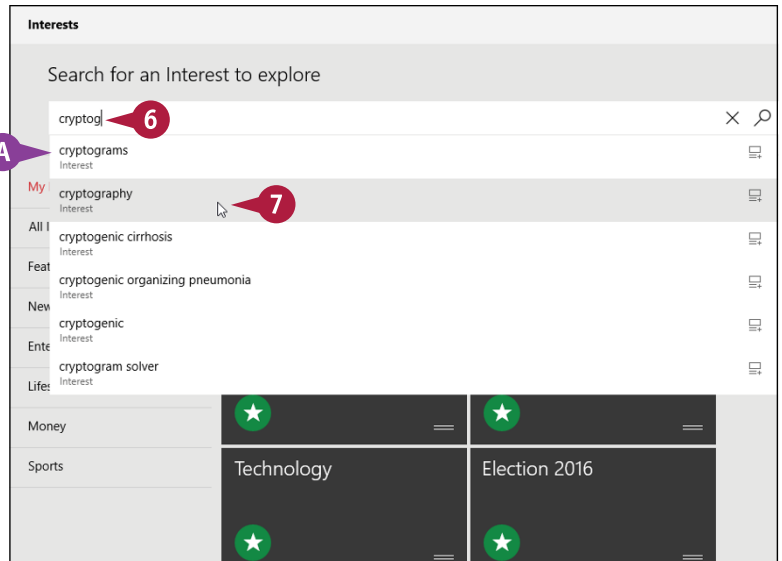 Interests
Search for an Interest to explore
cryptog
6
A
cryptograms
Interest
My
cryptography
Interest
7
All I
cryptogenic cirrhosis
Interest
Feat
cryptogenic organizing pneumonia
Interest
New
cryptogenic
Interest
Ente
cryptogram solver
Interest
Lifes
Money
Sports
Technology
Election 2016